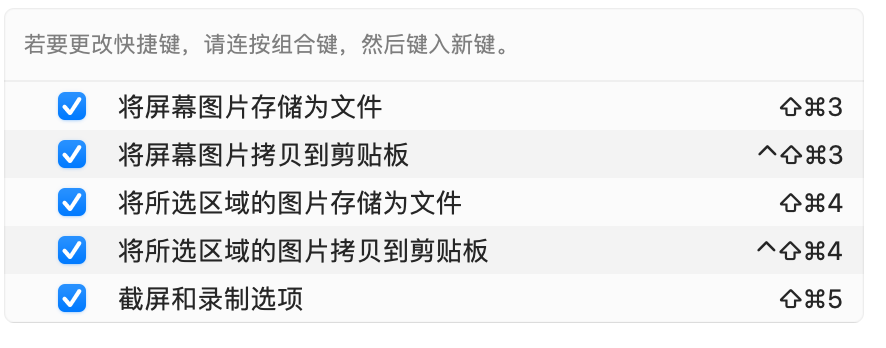 若要更改快捷键，请连按组合键，然后键入新键。
将屏幕图片存储为文件 ⇧⌘3
将屏幕图片拷贝到剪贴板 ^⇧⌘3
将所选区域的图片存储为文件 ⇧⌘4
将所选区域的图片拷贝到剪贴板 ^⇧⌘4
截屏和录制选项 ⇧⌘5